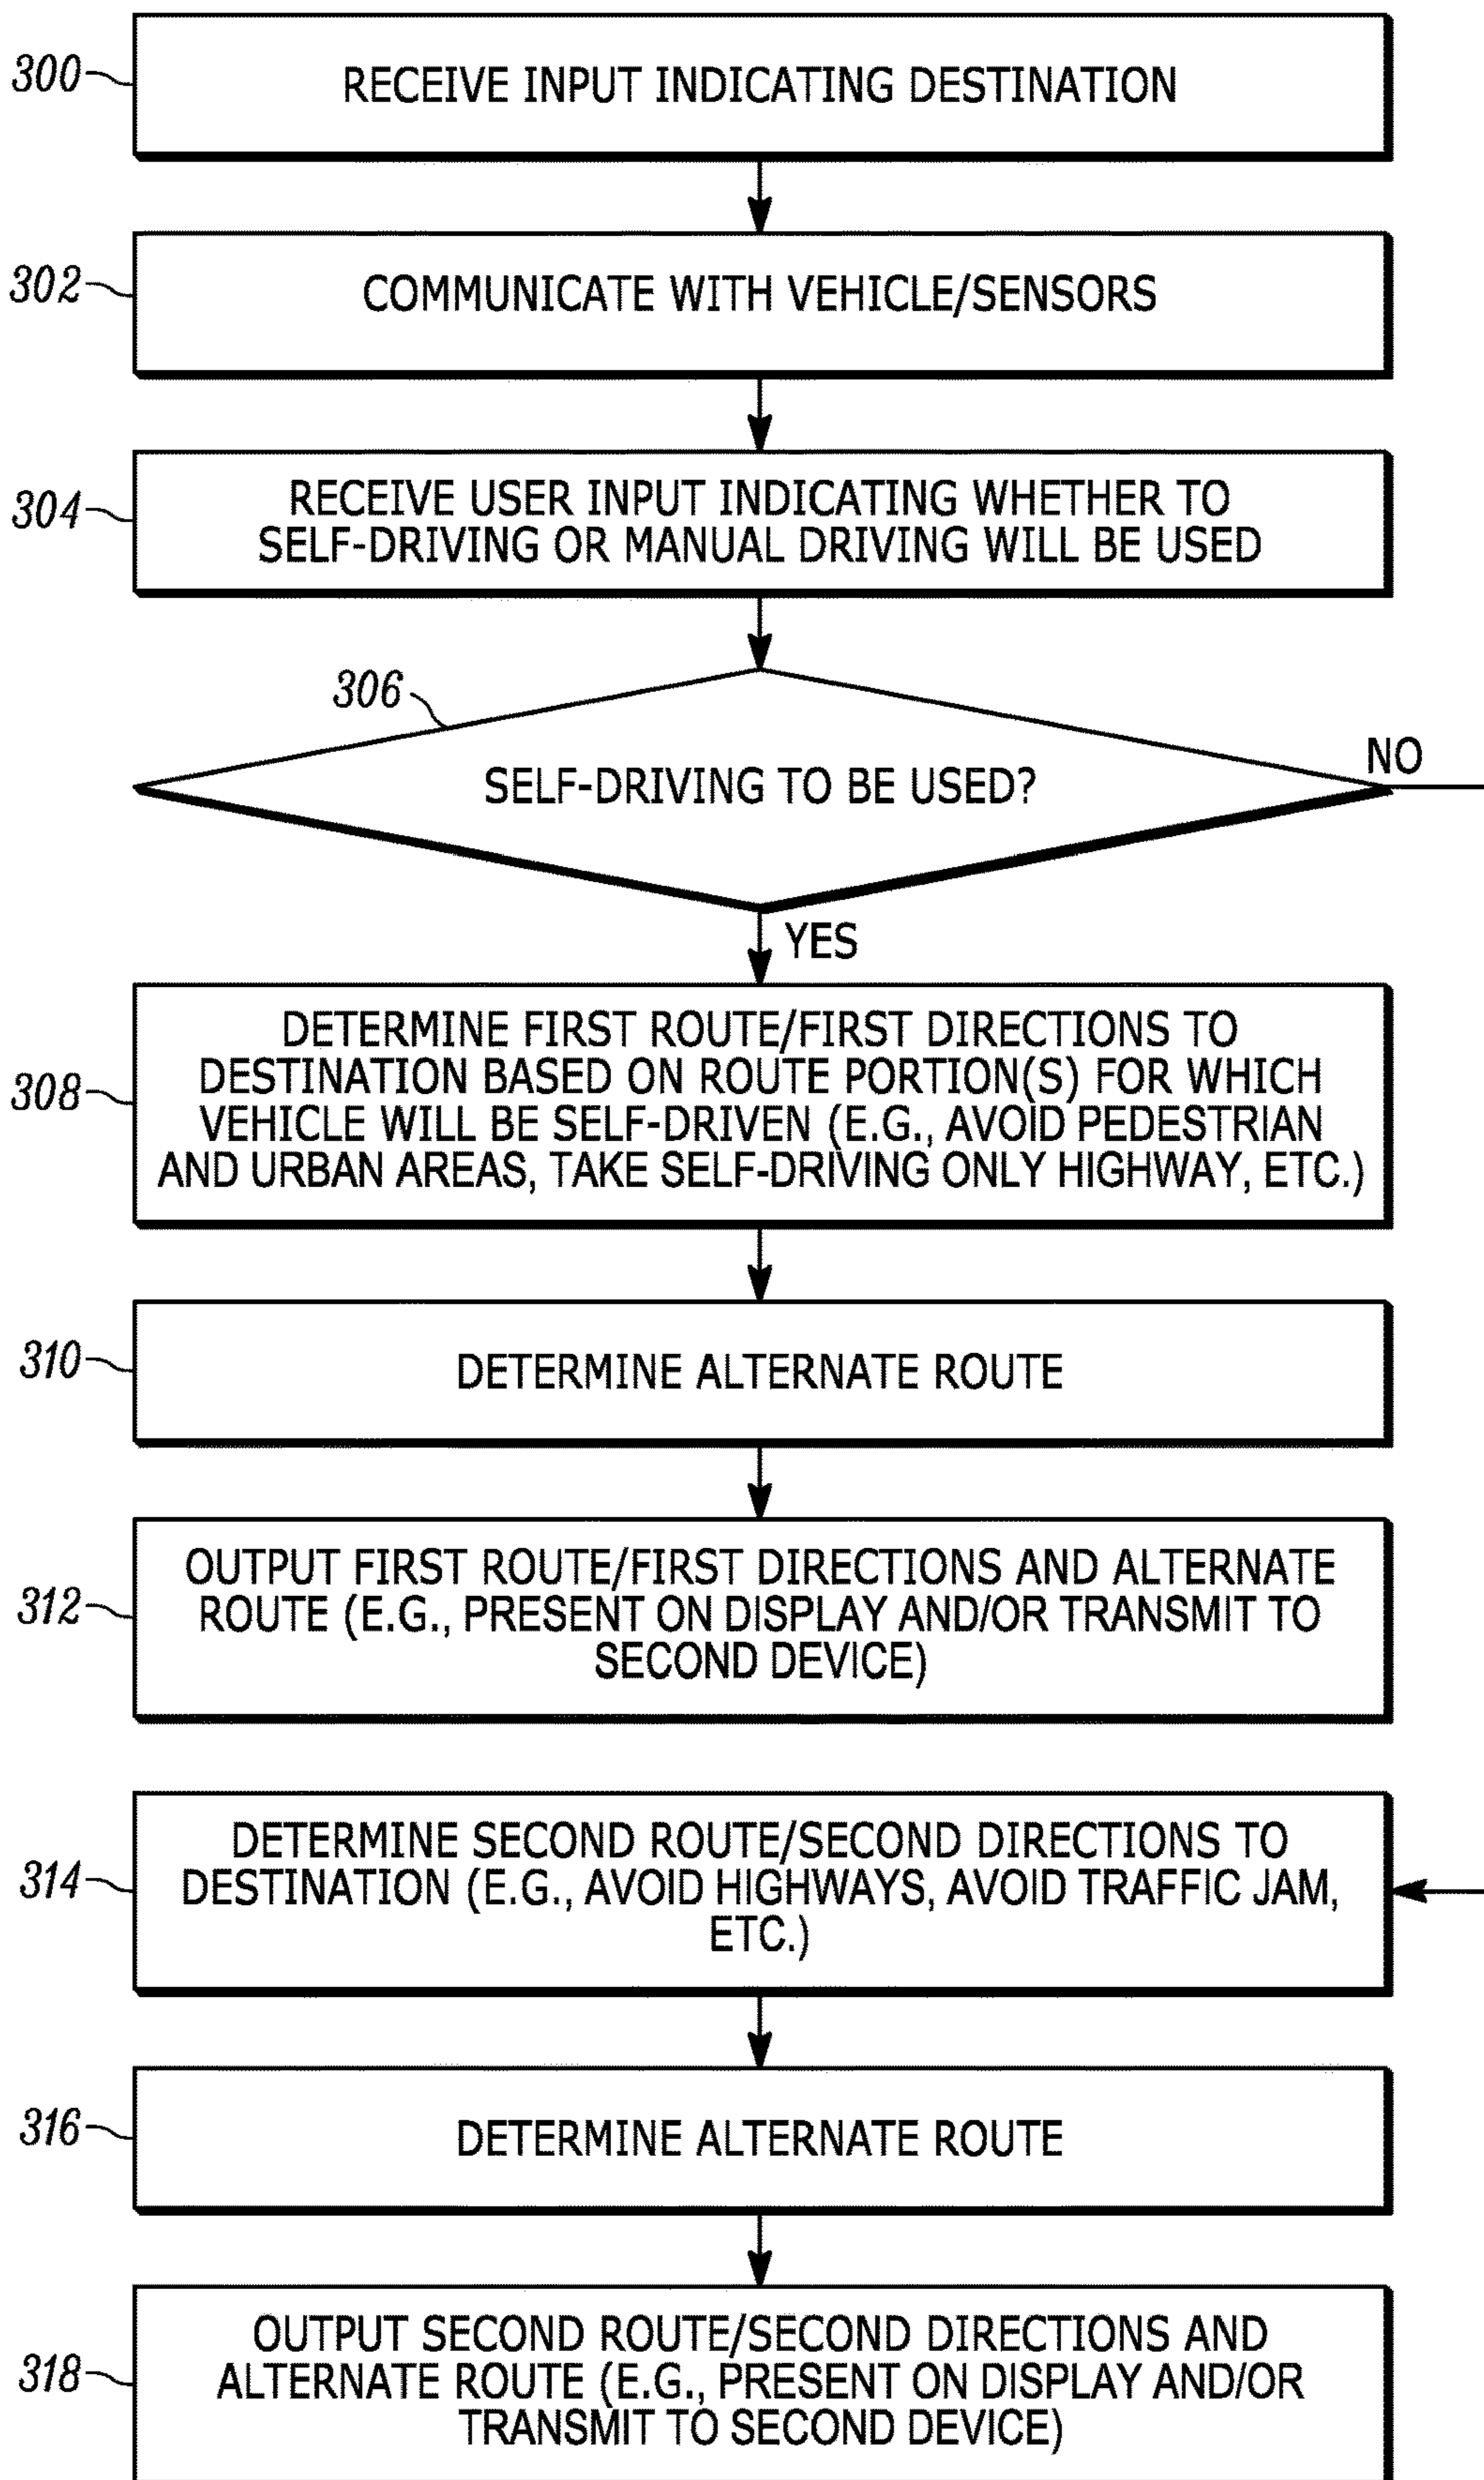 300
RECEIVE INPUT INDICATING DESTINATION
302
COMMUNICATE WITH VEHICLE/SENSORS
304
RECEIVE USER INPUT INDICATING WHETHER TO
SELF-DRIVING OR MANUAL DRIVING WILL BE USED
306
SELF-DRIVING TO BE USED?
NO
YES
308
DETERMINE FIRST ROUTE/FIRST DIRECTIONS TO
DESTINATION BASED ON ROUTE PORTION(S) FOR WHICH
VEHICLE WILL BE SELF-DRIVEN (E.G., AVOID PEDESTRIAN
AND URBAN AREAS, TAKE SELF-DRIVING ONLY HIGHWAY, ETC.)
310
DETERMINE ALTERNATE ROUTE
312
OUTPUT FIRST ROUTE/FIRST DIRECTIONS AND ALTERNATE
ROUTE (E.G., PRESENT ON DISPLAY AND/OR TRANSMIT TO
SECOND DEVICE)
314
DETERMINE SECOND ROUTE/SECOND DIRECTIONS TO
DESTINATION (E.G., AVOID HIGHWAYS, AVOID TRAFFIC JAM,
ETC.)
316
DETERMINE ALTERNATE ROUTE
318
OUTPUT SECOND ROUTE/SECOND DIRECTIONS AND
ALTERNATE ROUTE (E.G., PRESENT ON DISPLAY AND/OR
TRANSMIT TO SECOND DEVICE)